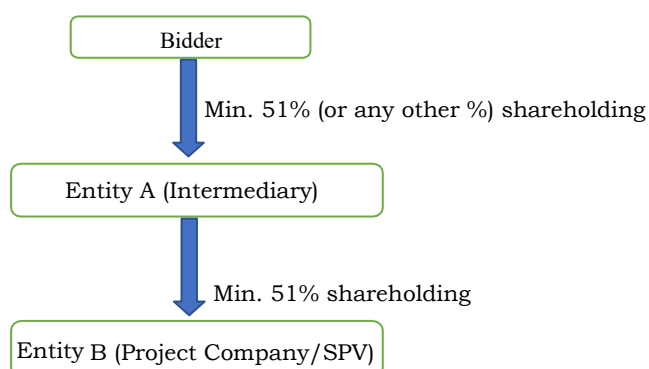 Bidder
Min. 51% (or any other %) shareholding
Entity A (Intermediary)
Min. 51% shareholding
Entity B (Project Company/SPV)